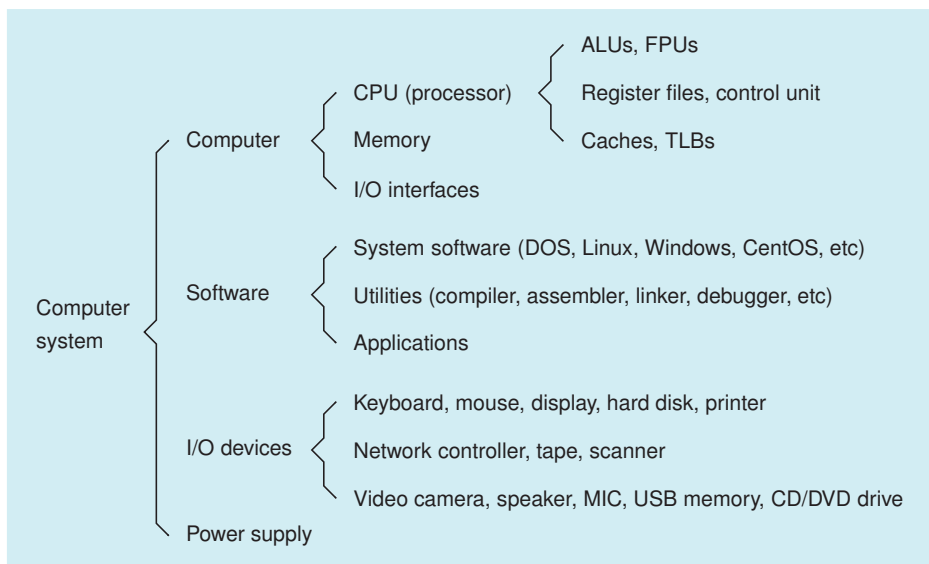 ALUs, FPUs
CPU (processor)
Register files, control unit
Computer
Memory
Caches, TLBs
I/O interfaces
System software (DOS, Linux, Windows, CentOS, etc)
Software
Utilities (compiler, assembler, linker, debugger, etc)
Computer
system
Applications
Keyboard, mouse, display, hard disk, printer
I/O devices
Network controller, tape, scanner
Video camera, speaker, MIC, USB memory, CD/DVD drive
Power supply